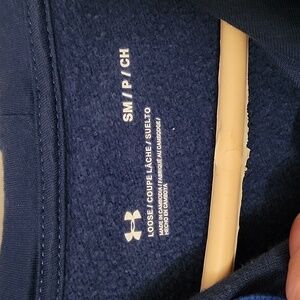 SM / P / CH
LOOSE / COUPE LÂCHE / SUELTO
MADE IN CAMBODIA / FABRIQUÉ AU CAMBODGE /
HECHO EN CAMBOYA